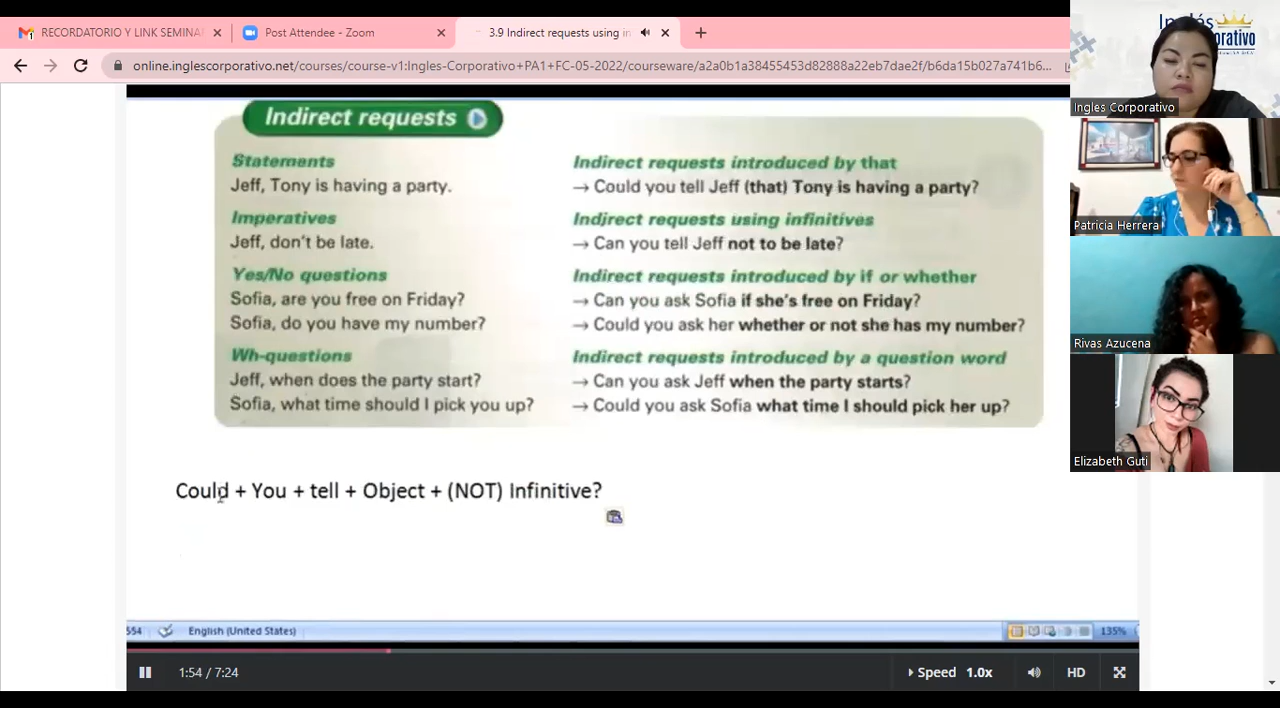 RECORDATORIO Y LINK SEMINA
Post Attendee - Zoom
3.9 Indirect requests using in
online.inglescorporativo.net/courses/course-v1:Ingles-Corporativo+IA1+FC-05-2022/courseware/a2a0b1a3845545358c2888a22eb7dae2f/b6da15b027a741b6...
Indirect requests
Statements
Jeff, Tony is having a party.
Imperatives
Jeff, don't be late.
Yes/No questions
Sofia, are you free on Friday?
Sofia, do you have my number?
Wh-questions
Jeff, when does the party start?
Sofia, what time should I pick you up?
Indirect requests introduced by that
→ Could you tell Jeff (that) Tony is having a party?
Indirect requests using infinitives
→ Can you tell Jeff not to be late?
Indirect requests introduced by if or whether
→ Can you ask Sofia if she's free on Friday?
→ Could you ask her whether or not she has my number?
Indirect requests introduced by a question word
→ Can you ask Jeff when the party starts?
→ Could you ask Sofia what time I should pick her up?
Could + You + tell + Object + (NOT) Infinitive?
554
English (United States)
135%
1:54 / 7:24
Speed 1.0x
HD
Ingles Corporativo
Patricia Herrera
Rivas Azucena
Elizabeth Guti